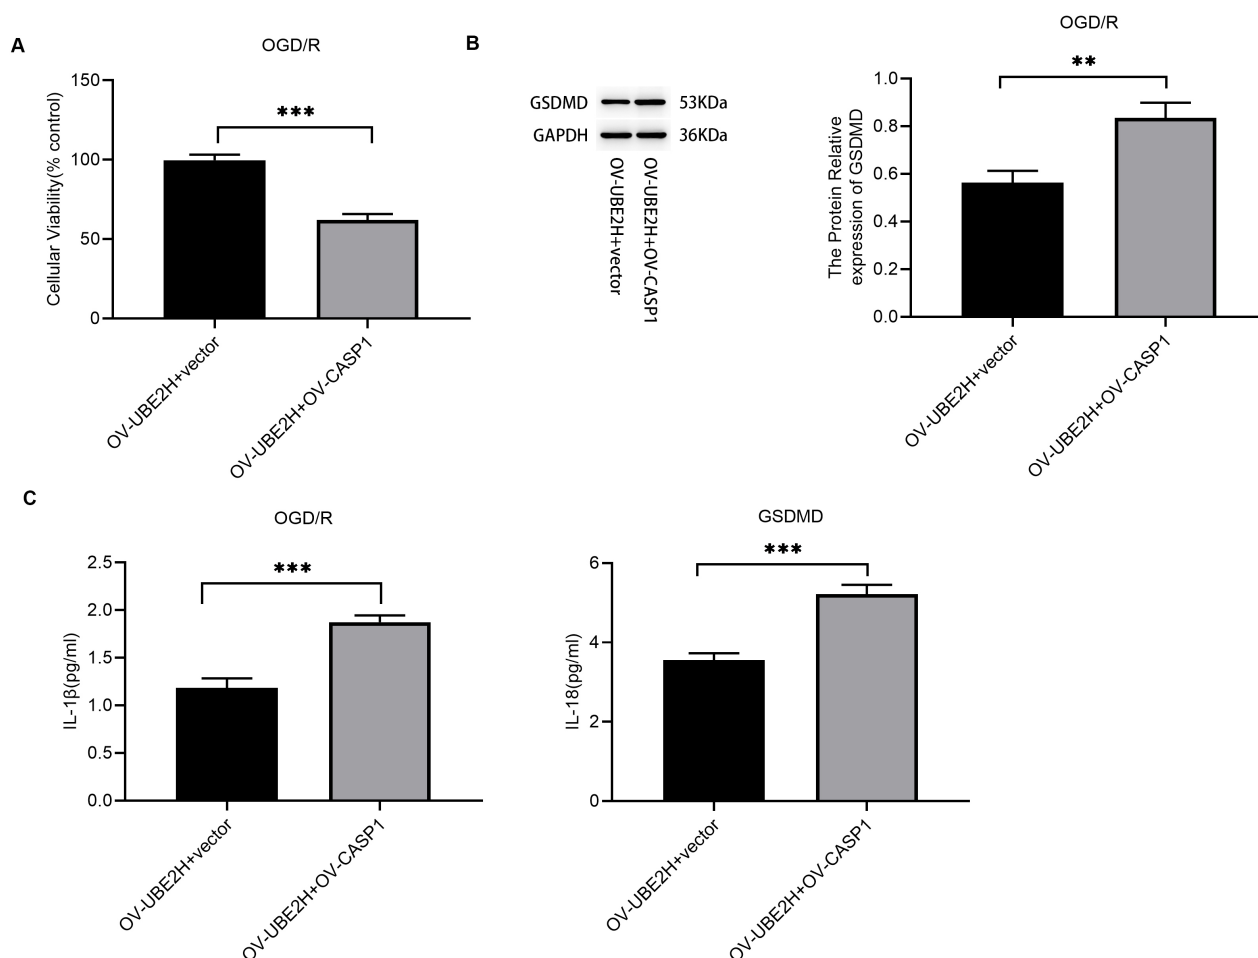 A
OGD/R
Cellular Viability(% control)
150
100
50
0
***
OV-UBE2H+vector
OV-UBE2H+OV-CASP1
B
GSDMD
53KDa
GAPDH
36KDa
OV-UBE2H+vector
OV-UBE2H+OV-CASP1
OGD/R
The Protein Relative
expression of GSDMD
1.0
0.8
0.6
0.4
0.2
0.0
**
OV-UBE2H+vector
OV-UBE2H+OV-CASP1
C
OGD/R
IL-1β(pg/ml)
2.5
2.0
1.5
1.0
0.5
0.0
***
OV-UBE2H+vector
OV-UBE2H+OV-CASP1
GSDMD
IL-18(pg/ml)
6
4
2
0
***
OV-UBE2H+vector
OV-UBE2H+OV-CASP1